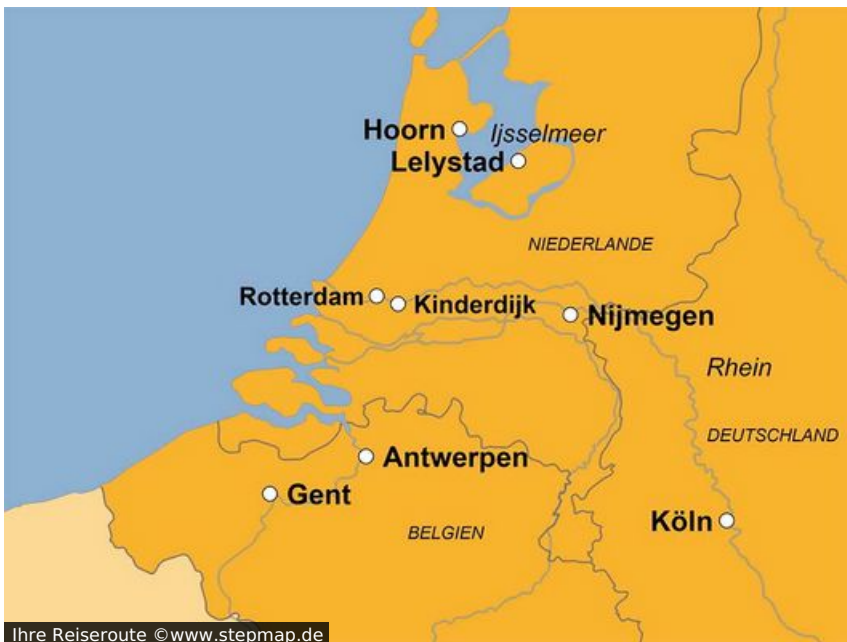 Hoorn
Ijsselmeer
Lelystad
NIEDERLANDE
Rotterdam
Kinderdijk
Nijmegen
Rhein
DEUTSCHLAND
Antwerpen
Gent
Köln
BELGIEN
Ihre Reiseroute ©www.stepmap.de